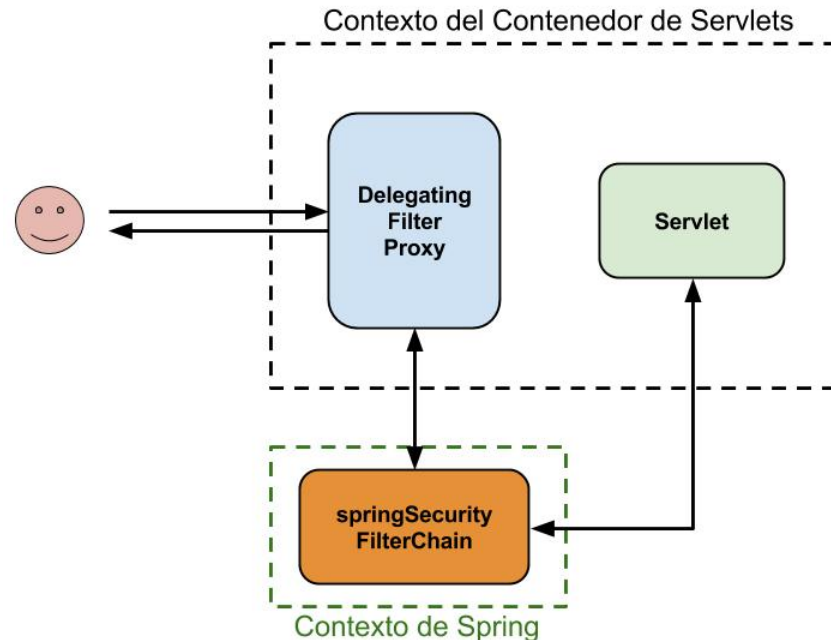 Contexto del Contenedor de Servlets
Delegating
Filter
Proxy
Servlet
springSecurity
FilterChain
Contexto de Spring